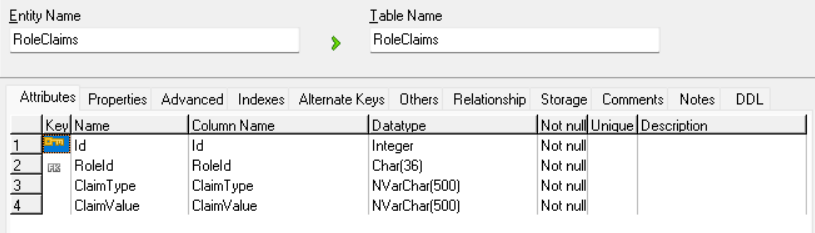 Entity Name Table Name
RoleClaims RoleClaims
Attributes Properties Advanced Indexes Alternate Keys Others Relationship Storage Comments Notes DDL
Key Name Column Name Datatype Not null Unique Description
1 Id Id Integer Not null
2 FK RoleId RoleId Char(36) Not null
3 ClaimType ClaimType NVarChar(500) Not null
4 ClaimValue ClaimValue NVarChar(500) Not null